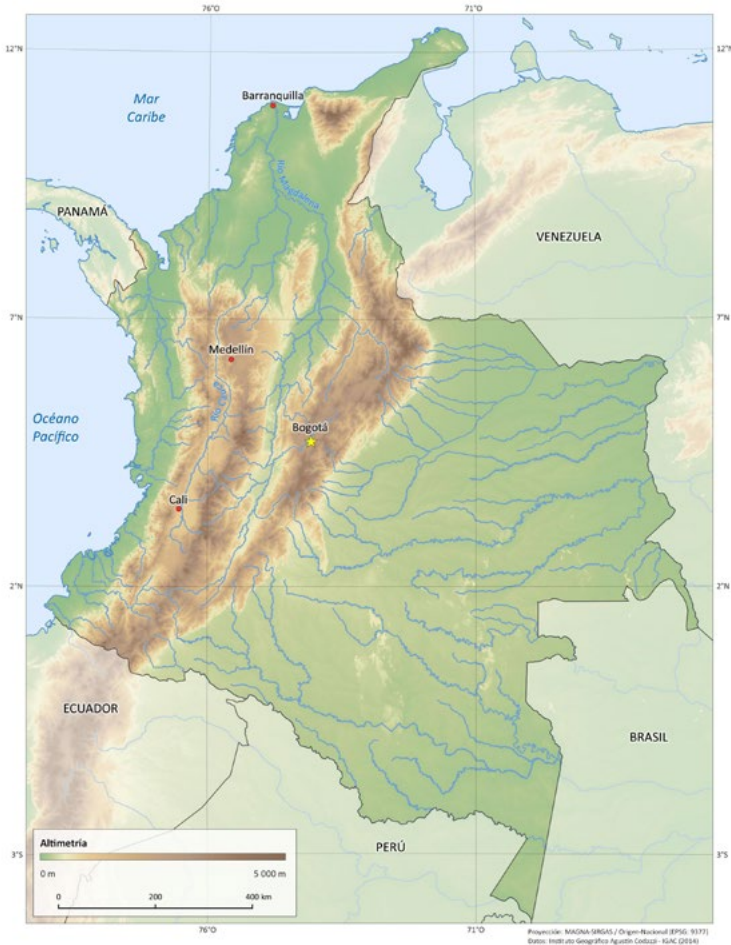 76°O
71°O
12°N
12°N
Barranquilla
Mar
Caribe
Río Magdalena
PANAMÁ
VENEZUELA
7°N
7°N
Medellín
Río Cauca
Océano
Pacífico
Bogotá
Cali
2°N
2°N
ECUADOR
BRASIL
Altimetría
0 m
5 000 m
0
200
400 km
PERÚ
3°S
3°S
76°O
71°O
Proyección: MAGNA-SIRGAS / Origen-Nacional (EPSG: 9377)
Datos: Instituto Geográfico Agustín Codazzi - IGAC (2014)